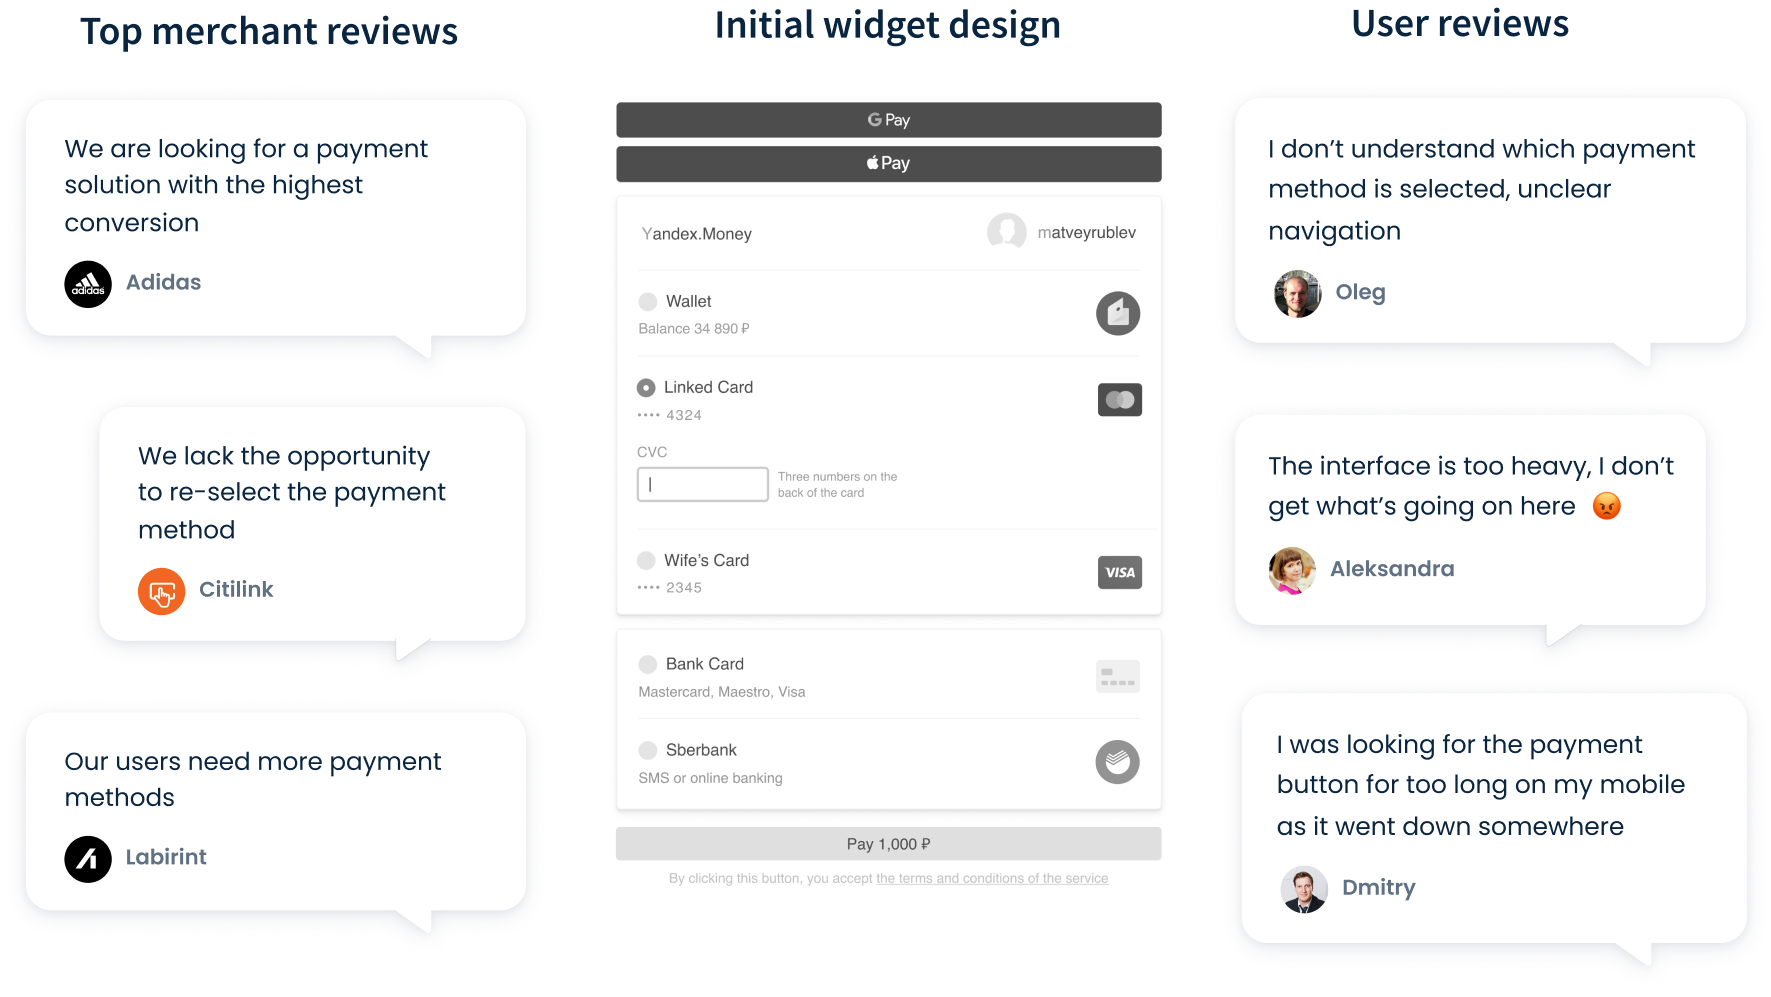 Top merchant reviews
We are looking for a payment
solution with the highest
conversion
adidas
Adidas
We lack the opportunity
to re-select the payment
method
Citilink
Our users need more payment
methods
Labirint
Initial widget design
G Pay
Pay
Yandex.Money
matveyrublev
Wallet
Balance 34 890 ₽
Linked Card
•••• 4324
CVC
Three numbers on the
back of the card
Wife's Card
VISA
•••• 2345
Bank Card
Mastercard, Maestro, Visa
Sberbank
SMS or online banking
Pay 1,000 ₽
By clicking this button, you accept the terms and conditions of the service
User reviews
I don't understand which payment
method is selected, unclear
navigation
Oleg
The interface is too heavy, I don't
get what's going on here 😡
Aleksandra
I was looking for the payment
button for too long on my mobile
as it went down somewhere
Dmitry